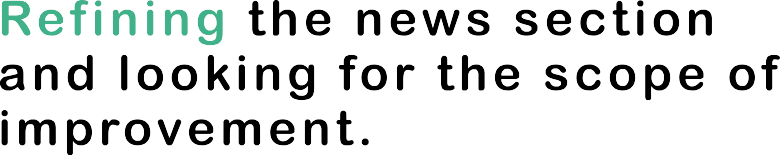 Refining the news section
and looking for the scope of
improvement.